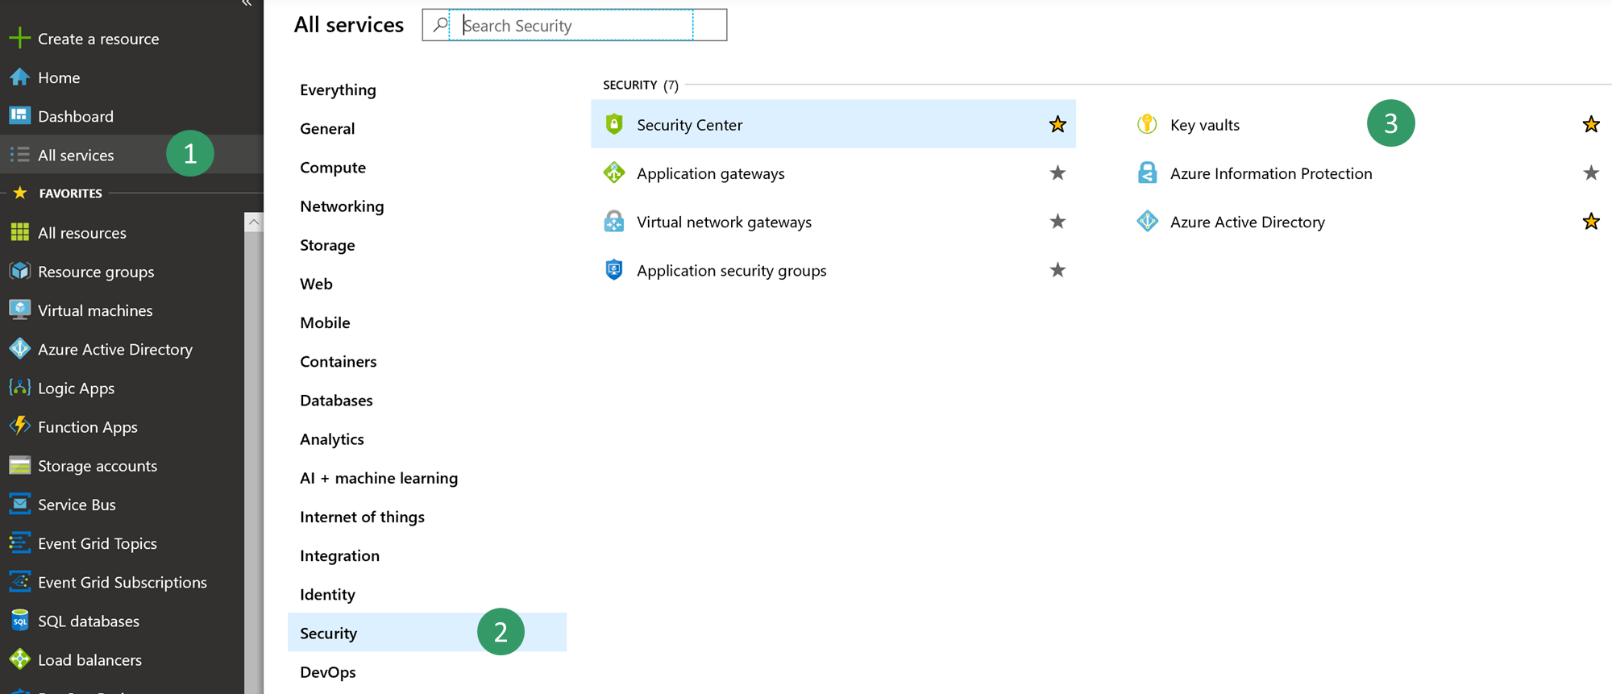 «
Create a resource
Home
Dashboard
All services
1
FAVORITES
All resources
Resource groups
Virtual machines
Azure Active Directory
Logic Apps
Function Apps
Storage accounts
Service Bus
Event Grid Topics
Event Grid Subscriptions
SQL
SQL databases
Load balancers
All services
Search Security
Everything
General
Compute
Networking
Storage
Web
Mobile
Containers
Databases
Analytics
AI + machine learning
Internet of things
Integration
Identity
Security
2
DevOps
SECURITY (7)
Security Center
Application gateways
Virtual network gateways
Application security groups
Key vaults
3
Azure Information Protection
Azure Active Directory